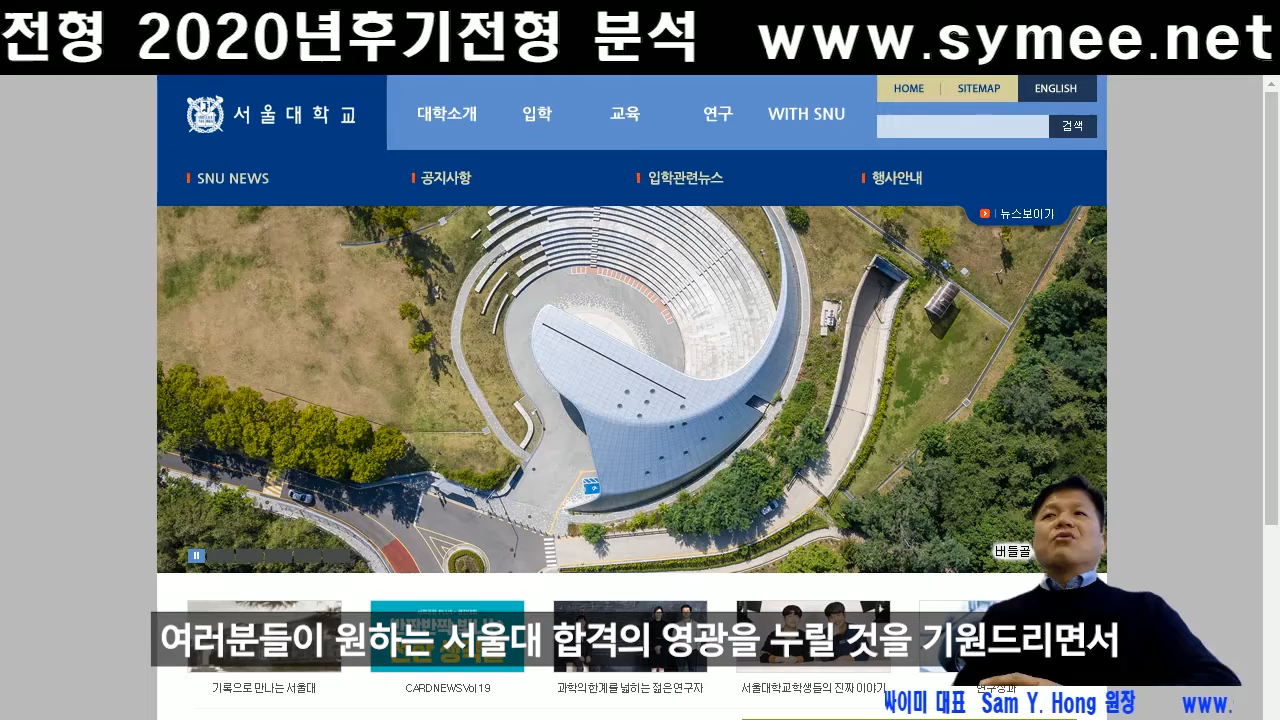 전형 2020년후기전형 분석 www.symee.net
HOME SITEMAP ENGLISH
서울대학교 대학소개 입학 교육 연구 WITH SNU
검색
SNU NEWS 공지사항 입학관련뉴스 행사안내
뉴스보이기
버들골
여러분들이 원하는 서울대 합격의 영광을 누릴 것을 기원드리면서
기록으로 만나는 서울대 CARDNEWS Vol.19 과학의 한계를 넓히는 젊은 연구자 서울대학교학생들의 진짜 이야기 연구성과
싸이미 대표 Sam Y. Hong 원장 www.